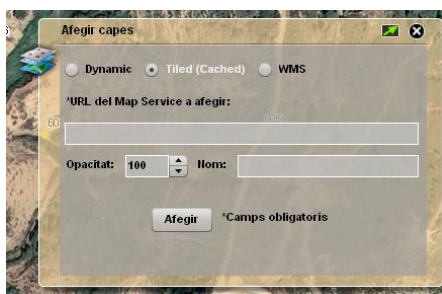 Afegir capes
Dynamic Tiled (Cached) WMS
*URL del Map Service a afegir:
Opacitat: 100 Nom:
Afegir *Camps obligatoris